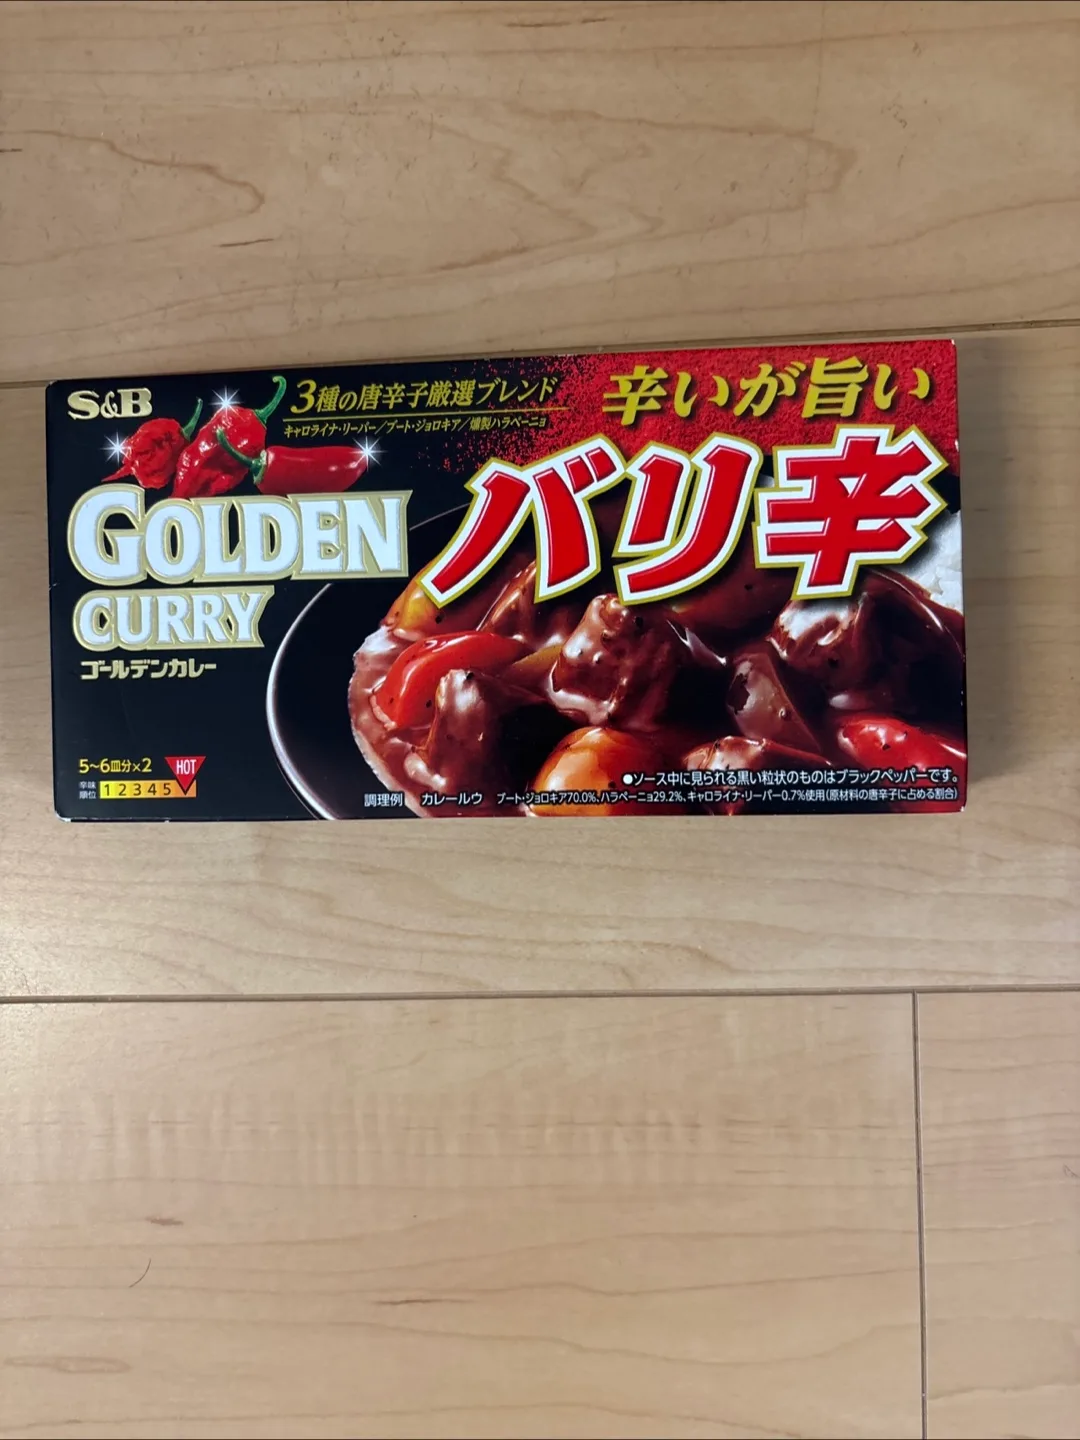 S&B
3種の唐辛子厳選ブレンド
キャロライナ・リーパー/ブート・ジョロキア/燻製ハラペーニョ
辛いが旨い
バリ辛
GOLDEN
CURRY
ゴールデンカレー
5~6皿分×2
HOT
辛味
順位
1 2 3 4 5
●ソース中に見られる黒い粒状のものはブラックペッパーです。
調理例 カレールウ ブート・ジョロキア70.0%、ハラペーニョ29.2%、キャロライナ・リーパー0.7%使用(原材料の唐辛子に占める割合)